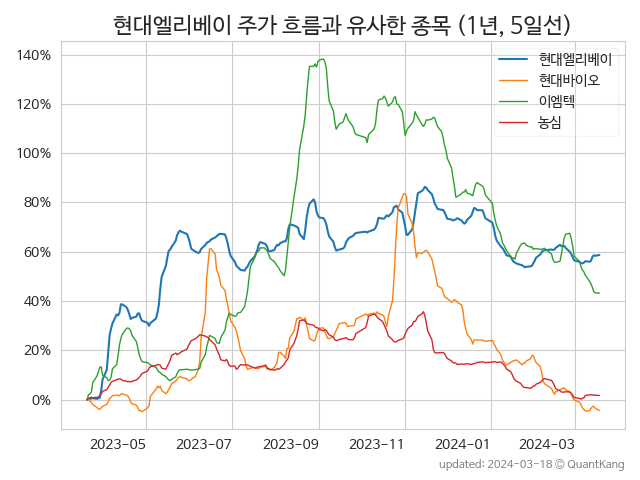 현대엘리베이 주가 흐름과 유사한 종목 (1년, 5일선)
현대엘리베이
현대바이오
이엠텍
농심
140%
120%
100%
80%
60%
40%
20%
0%
2023-05 2023-07 2023-09 2023-11 2024-01 2024-03
updated: 2024-03-18 © QuantKang